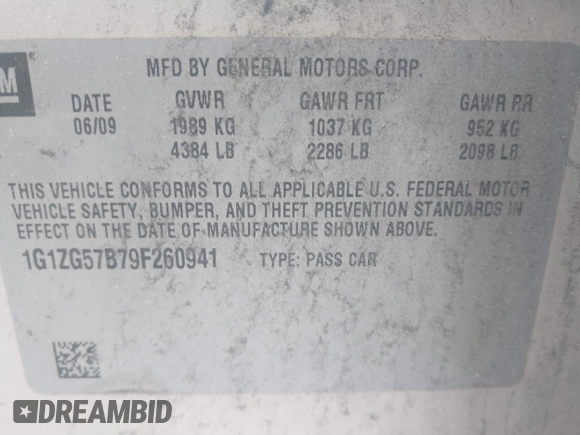 GM
MFD BY GENERAL MOTORS CORP.
DATE GVWR GAWR FRT GAWR RR
06/09 1989 KG 1037 KG 952 KG
4384 LB 2286 LB 2098 LB
THIS VEHICLE CONFORMS TO ALL APPLICABLE U.S. FEDERAL MOTOR
VEHICLE SAFETY, BUMPER, AND THEFT PREVENTION STANDARDS IN
EFFECT ON THE DATE OF MANUFACTURE SHOWN ABOVE.
1G1ZG57B79F260941 TYPE: PASS CAR
DREAMBID